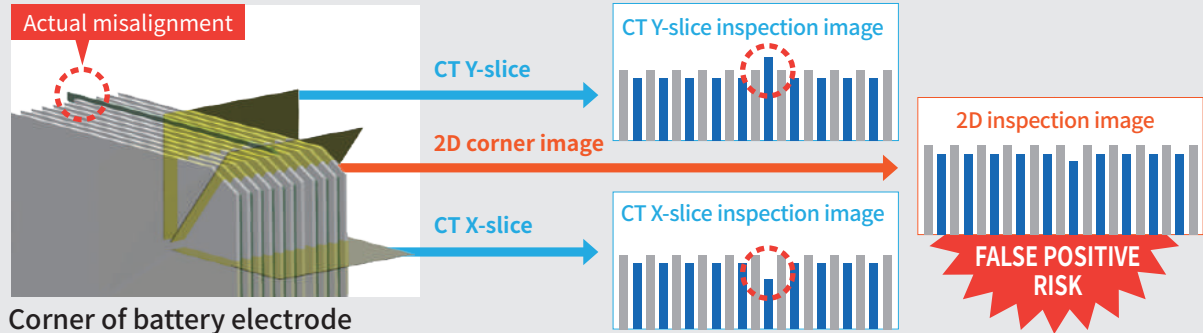 Actual misalignment
CT Y-slice
2D corner image
CT X-slice
Corner of battery electrode
CT Y-slice inspection image
CT X-slice inspection image
2D inspection image
FALSE POSITIVE
RISK